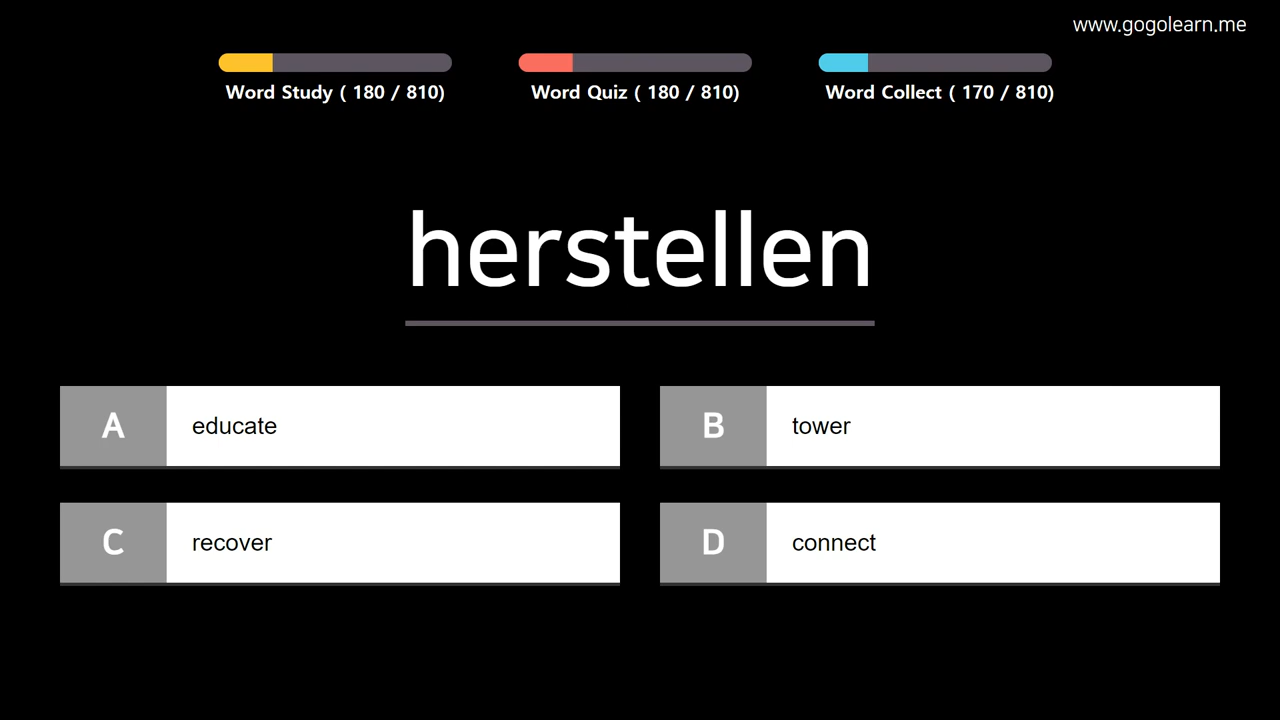 www.gogolearn.me
Word Study ( 180 / 810)
Word Quiz ( 180 / 810)
Word Collect ( 170 / 810)
herstellen
A educate
B tower
C recover
D connect